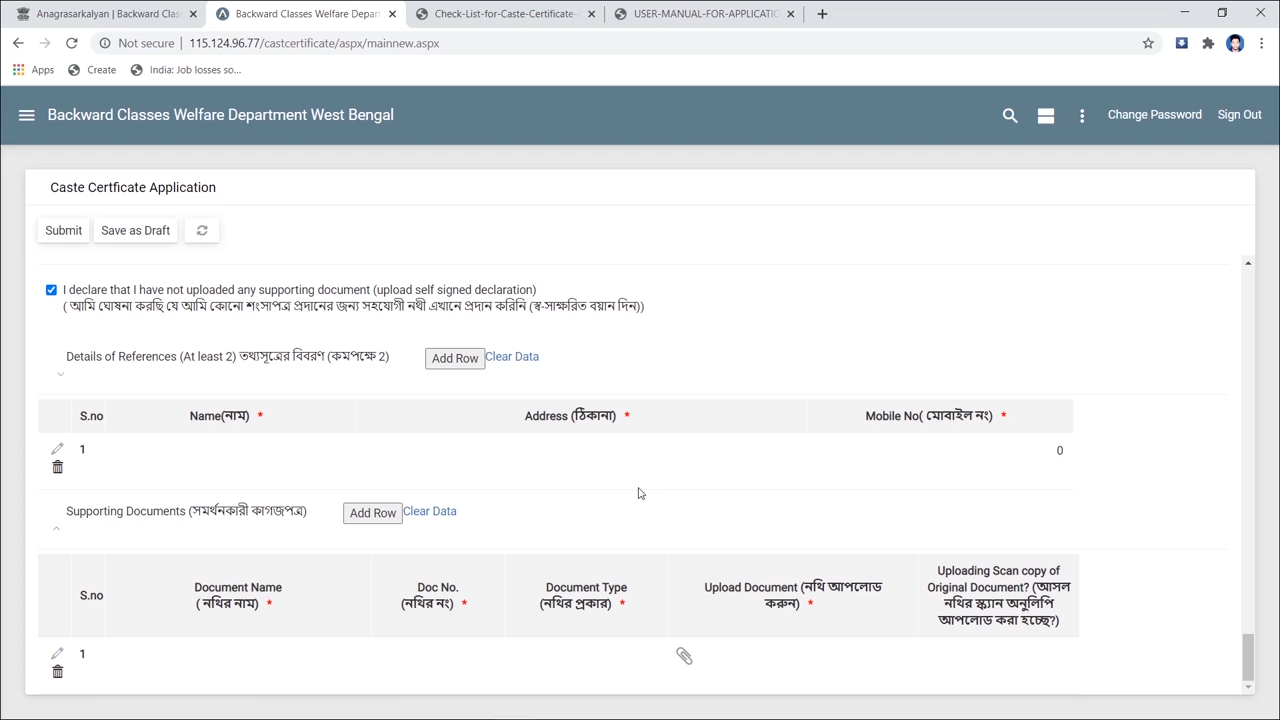 Anagrasarkalyan | Backward Clas
Backward Classes Welfare Depart
Check-List-for-Caste-Certificate-
USER-MANUAL-FOR-APPLICATIO
Not secure | 115.124.96.77/castcertificate/aspx/mainnew.aspx
Apps Create India: Job losses so...
Backward Classes Welfare Department West Bengal
Change Password Sign Out
Caste Certficate Application
Submit Save as Draft
I declare that I have not uploaded any supporting document (upload self signed declaration)
( আমি ঘোষনা করছি যে আমি কোনো শংসাপত্র প্রদানের জন্য সহযোগী নথী এখানে প্রদান করিনি (স্ব-সাক্ষরিত বয়ান দিন))
Details of References (At least 2) তথ্যসূত্রের বিবরণ (কমপক্ষে 2) Add Row Clear Data
S.no Name(নাম) * Address (ঠিকানা) * Mobile No( মোবাইল নং) *
1 0
Supporting Documents (সমর্থনকারী কাগজপত্র) Add Row Clear Data
S.no
Document Name
( নথির নাম) *
Doc No.
(নথির নং) *
Document Type
(নথির প্রকার) *
Upload Document (নথি আপলোড
করুন) *
Uploading Scan copy of
Original Document? (আসল
নথির স্ক্যান অনুলিপি
আপলোড করা হচ্ছে?)
1